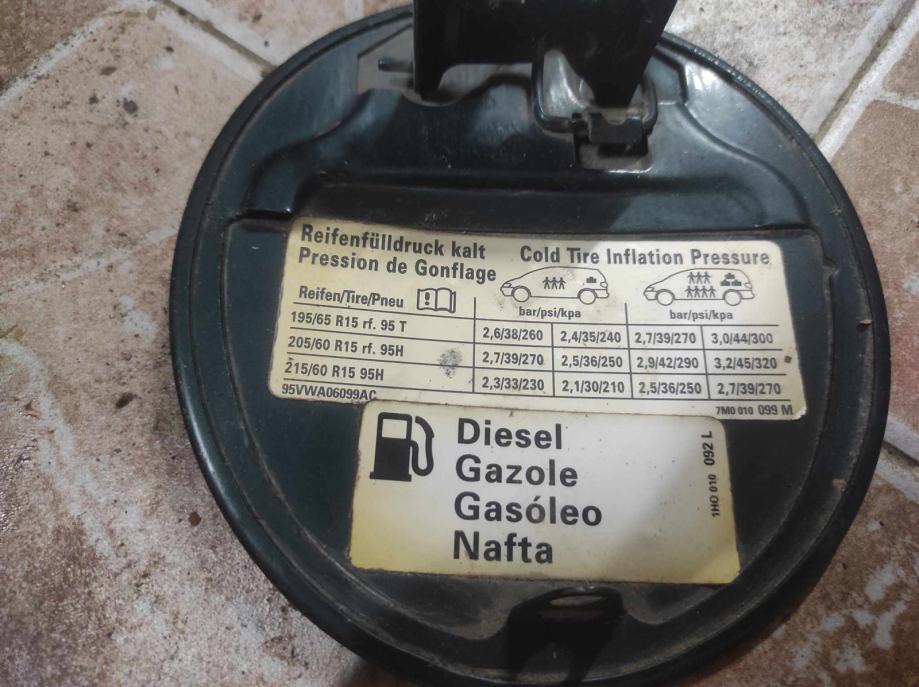 Reifenfülldruck kalt Cold Tire Inflation Pressure
Pression de Gonflage
Reifen/Tire/Pneu bar/psi/kpa bar/psi/kpa
195/65 R15 rf. 95 T 2,6/38/260 2,4/35/240 2,7/39/270 3,0/44/300
205/60 R15 rf. 95H 2,7/39/270 2,5/36/250 2,9/42/290 3,2/45/320
215/60 R15 95H 2,3/33/230 2,1/30/210 2,5/36/250 2,7/39/270
95VWA06099AC 7M0 010 099 M
Diesel
Gazole
Gasóleo
Nafta
1HO 010 092 L